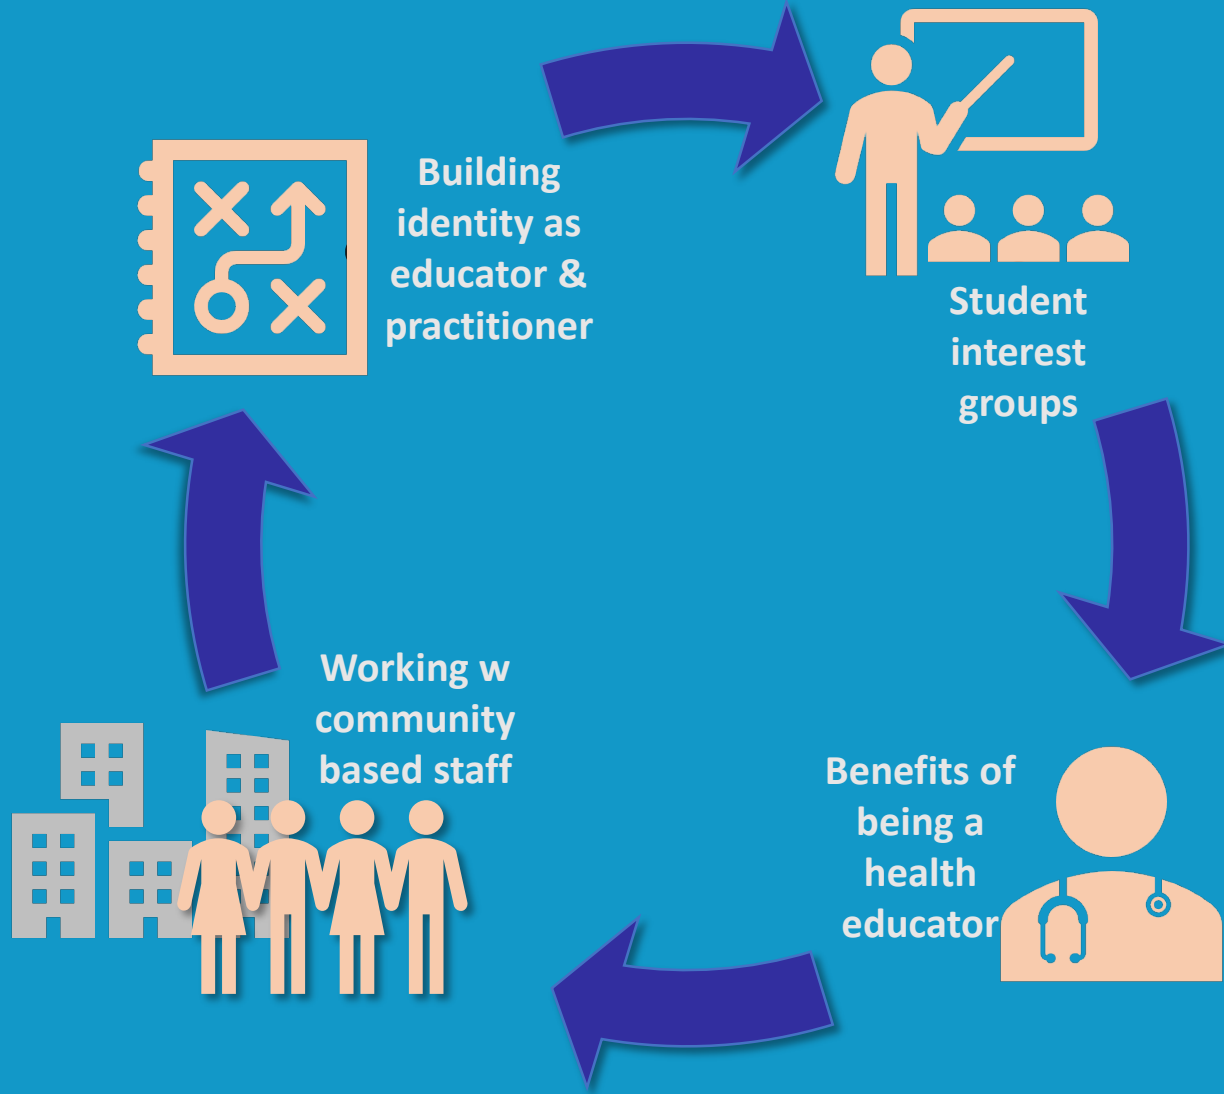 Building
identity as
educator &
practitioner
Student
interest
groups
Benefits of
being a
health
educator
Working w
community
based staff